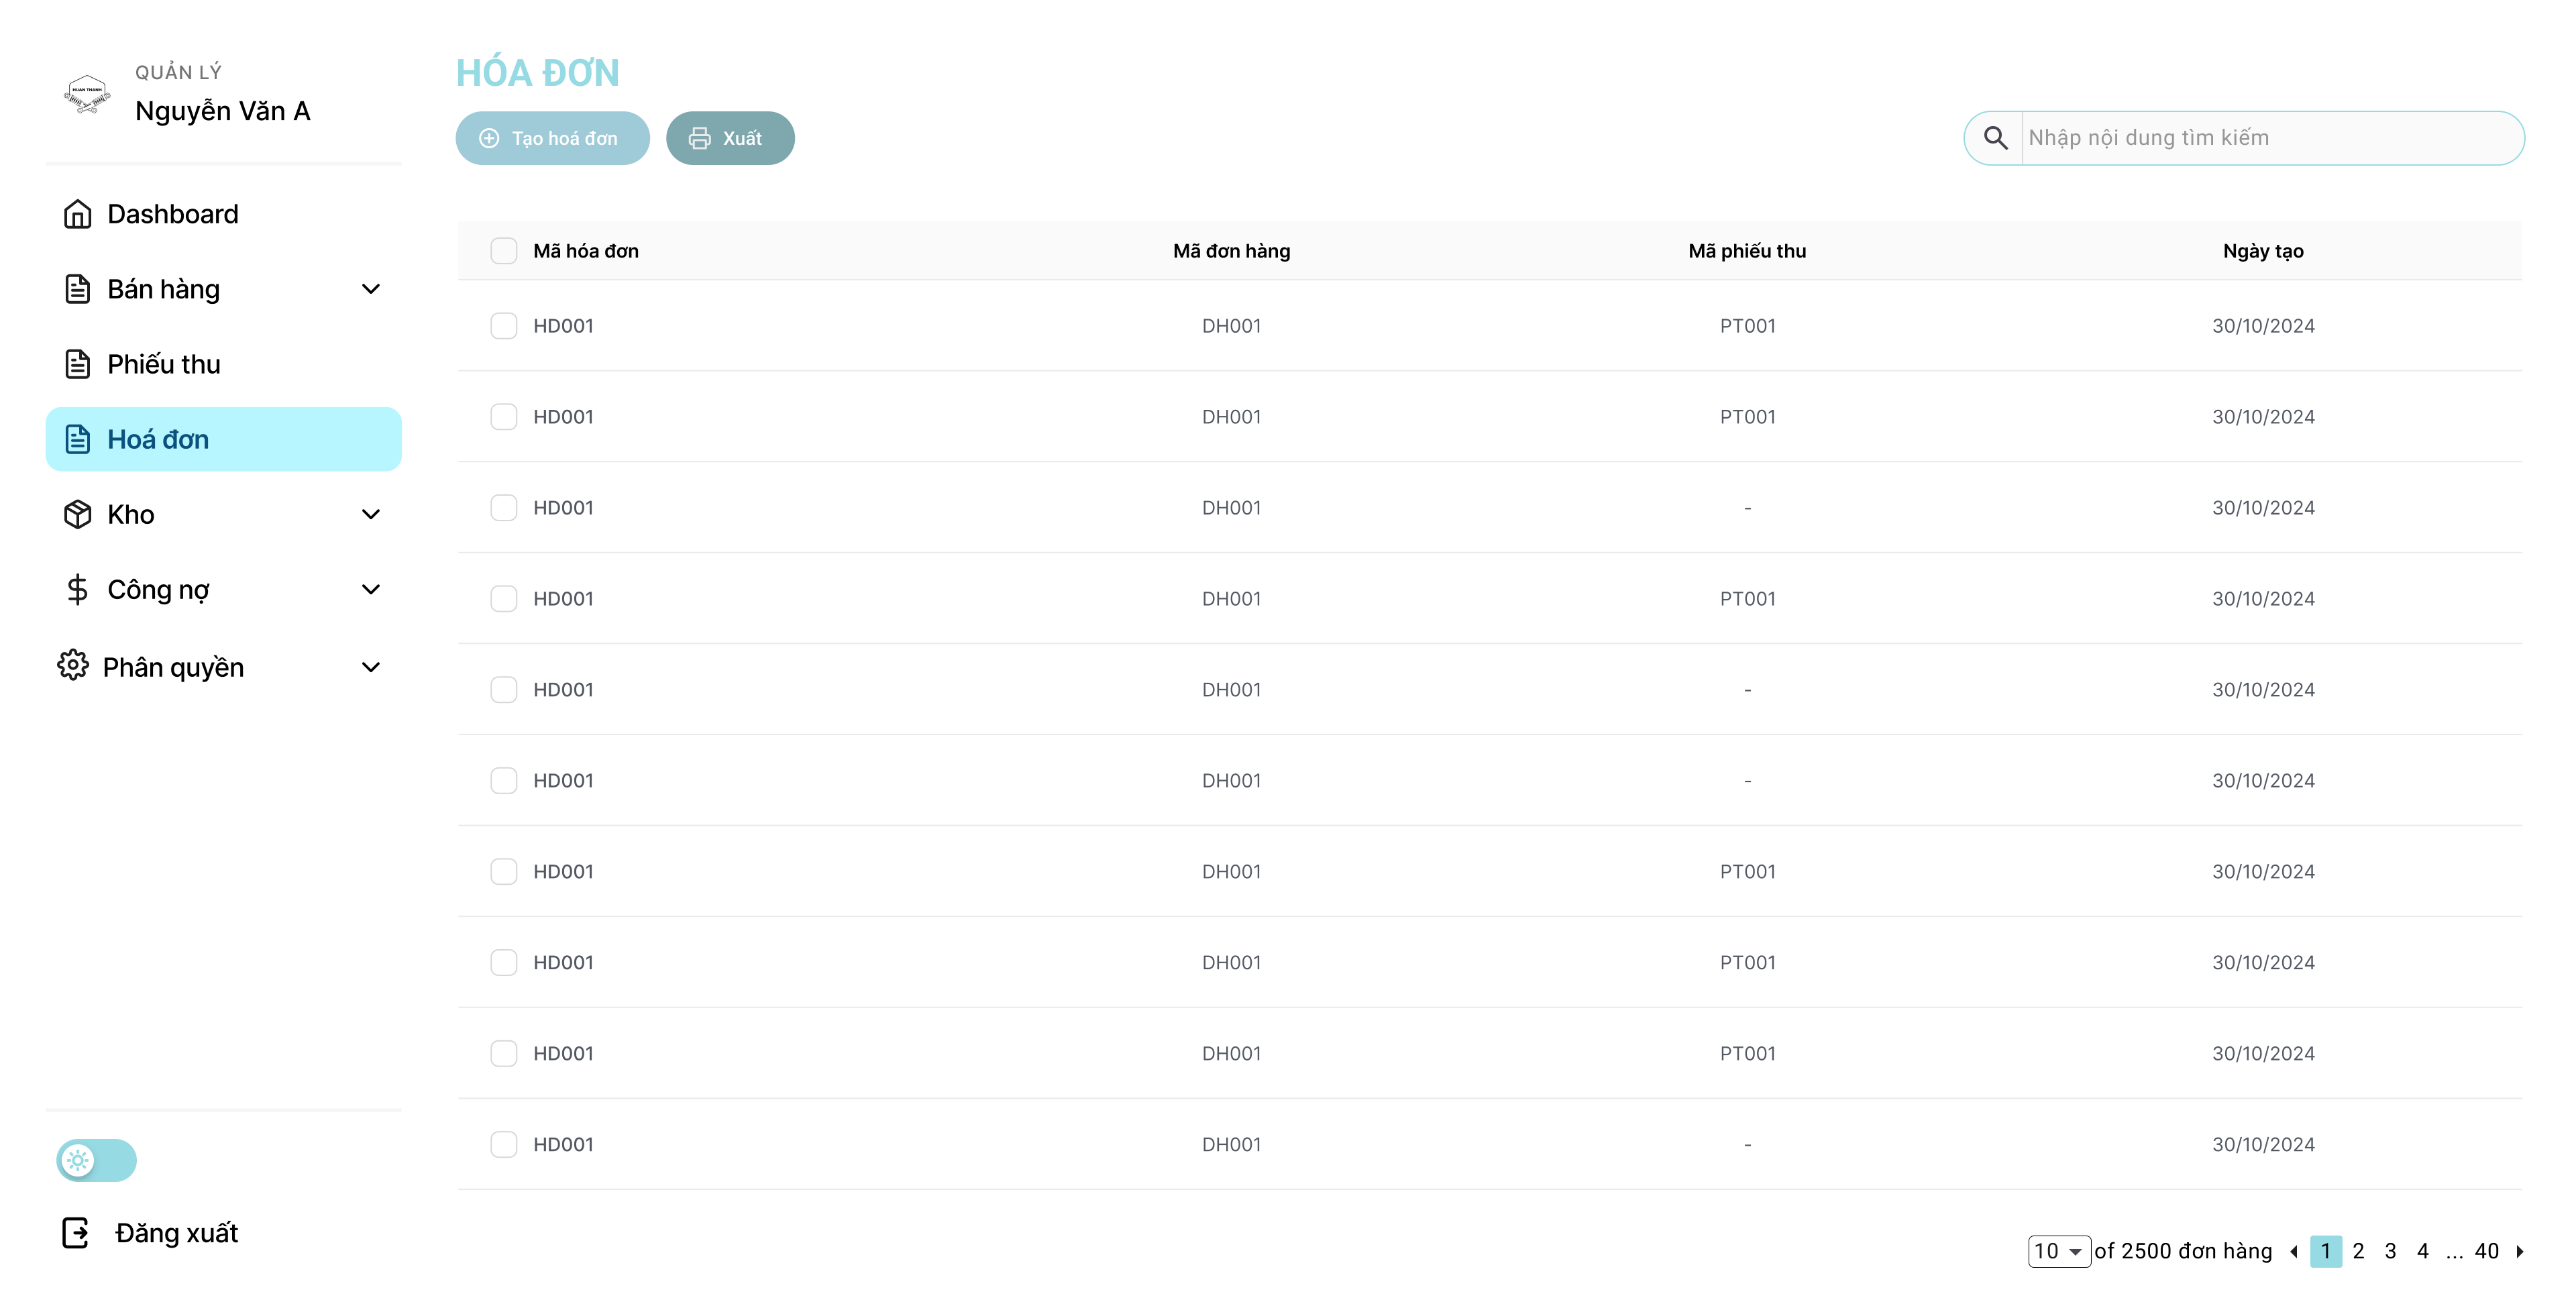 HUAN THANH
QUẢN LÝ
Nguyễn Văn A
Dashboard
Bán hàng
Phiếu thu
Hoá đơn
Kho
Công nợ
Phân quyền
Đăng xuất
HÓA ĐƠN
Tạo hoá đơn
Xuất
Nhập nội dung tìm kiếm
Mã hóa đơn Mã đơn hàng Mã phiếu thu Ngày tạo
HD001 DH001 PT001 30/10/2024
HD001 DH001 PT001 30/10/2024
HD001 DH001 - 30/10/2024
HD001 DH001 PT001 30/10/2024
HD001 DH001 - 30/10/2024
HD001 DH001 - 30/10/2024
HD001 DH001 PT001 30/10/2024
HD001 DH001 PT001 30/10/2024
HD001 DH001 PT001 30/10/2024
HD001 DH001 - 30/10/2024
10 of 2500 đơn hàng 1 2 3 4 ... 40